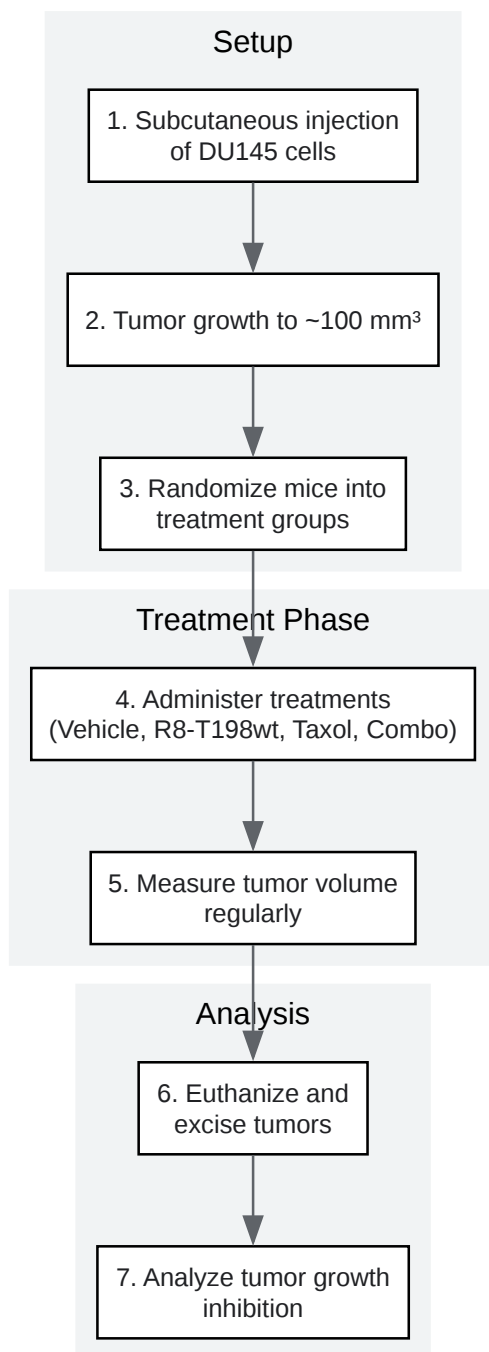 Setup
1. Subcutaneous injection
of DU145 cells
2. Tumor growth to ~100 mm³
3. Randomize mice into
treatment groups
Treatment Phase
4. Administer treatments
(Vehicle, R8-T198wt, Taxol, Combo)
5. Measure tumor volume
regularly
Analysis
6. Euthanize and
excise tumors
7. Analyze tumor growth
inhibition